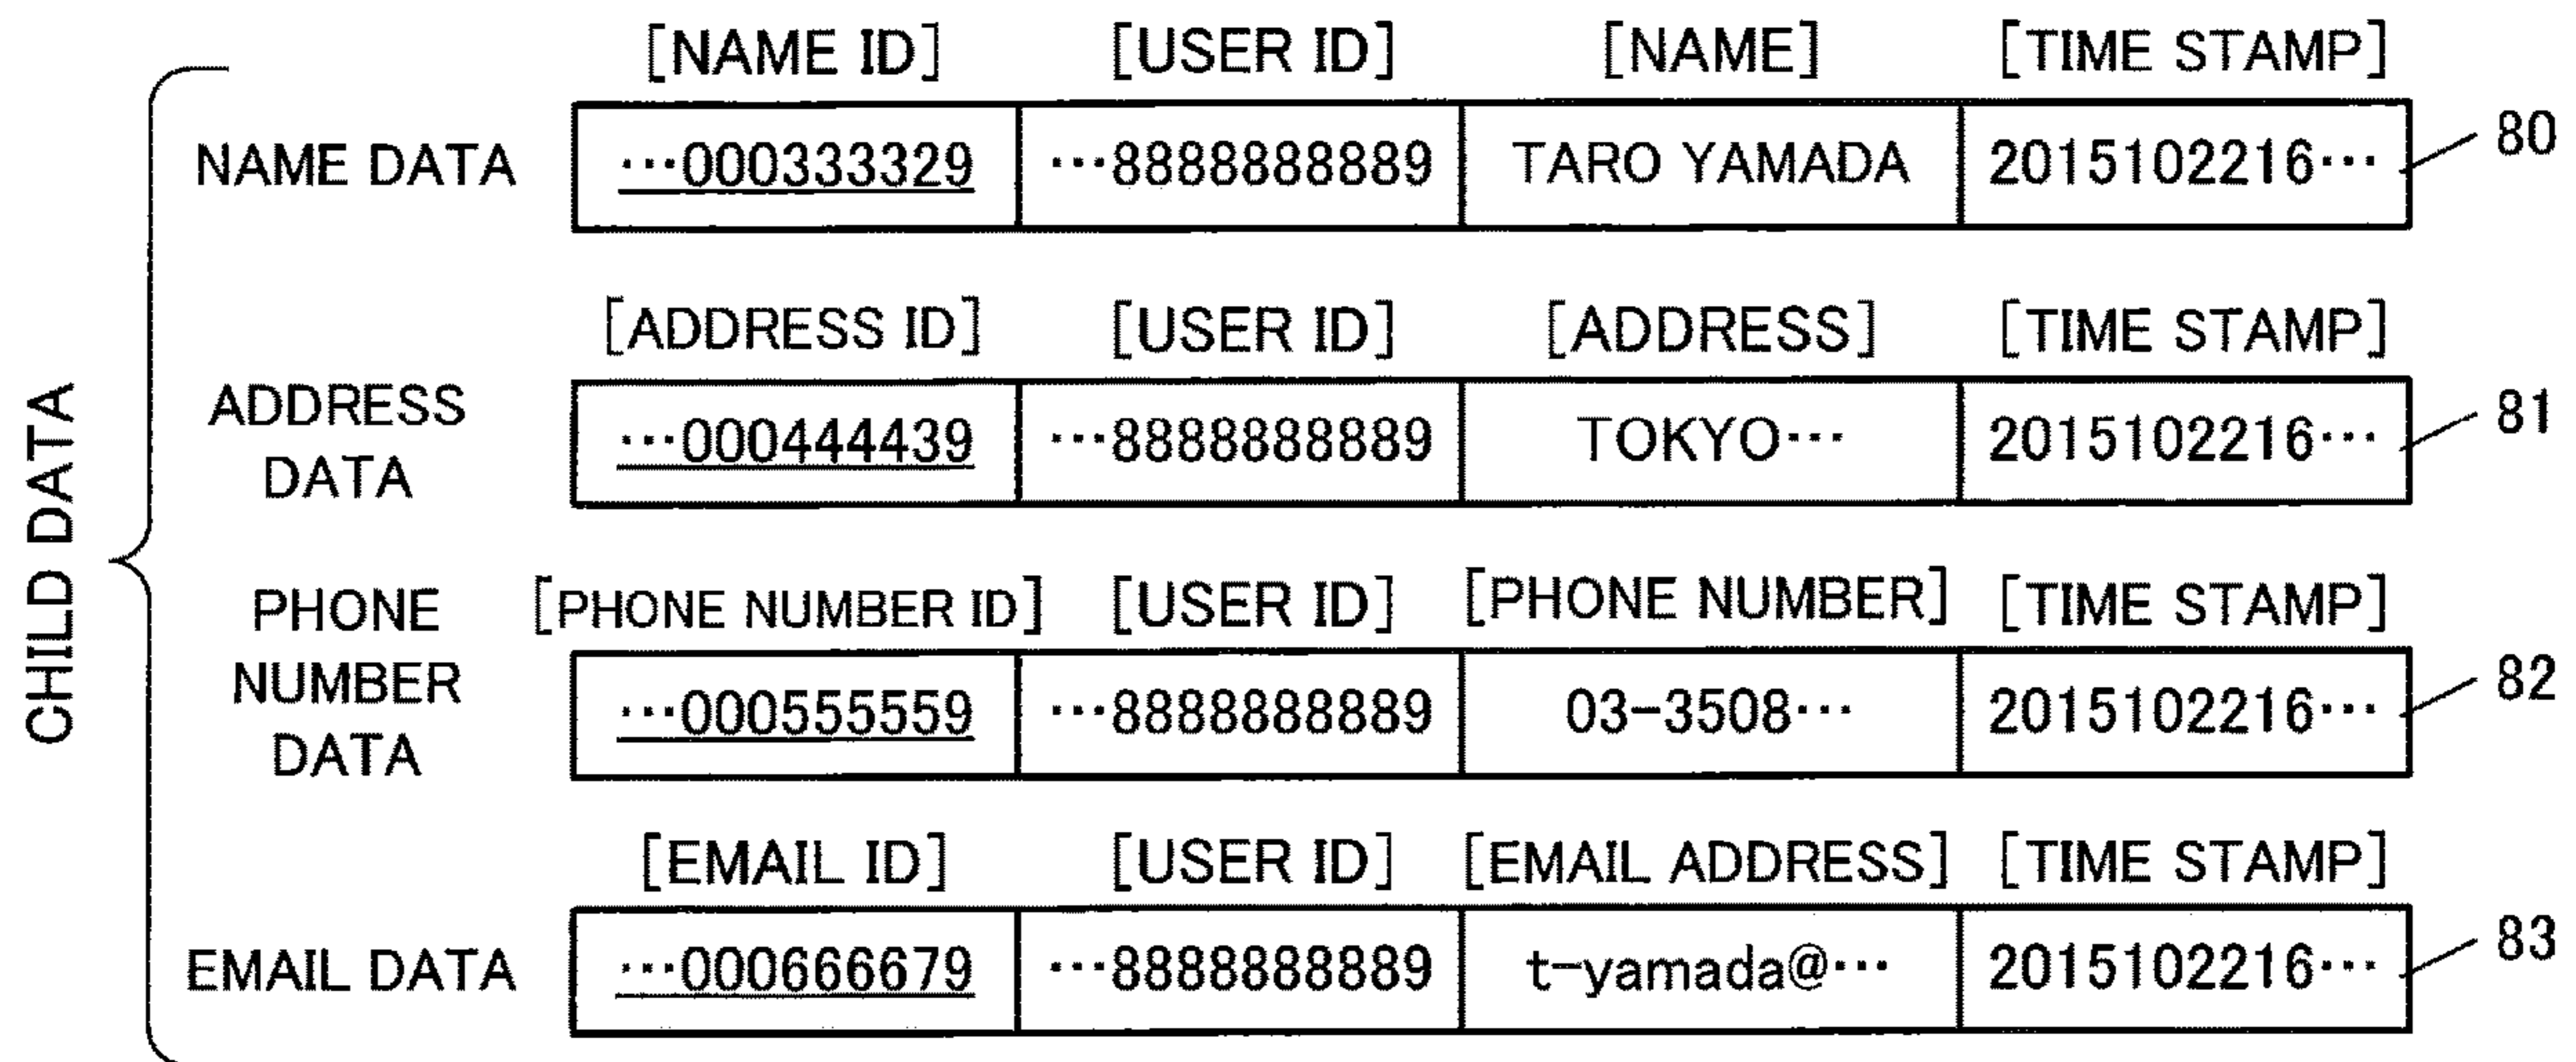 CHILD DATA
[NAME ID] [USER ID] [NAME] [TIME STAMP]
NAME DATA ···000333329 ···8888888889 TARO YAMADA 2015102216··· 80
[ADDRESS ID] [USER ID] [ADDRESS] [TIME STAMP]
ADDRESS
DATA
···000444439 ···8888888889 TOKYO··· 2015102216··· 81
[PHONE NUMBER ID] [USER ID] [PHONE NUMBER] [TIME STAMP]
PHONE
NUMBER
DATA
···000555559 ···8888888889 03-3508··· 2015102216··· 82
[EMAIL ID] [USER ID] [EMAIL ADDRESS] [TIME STAMP]
EMAIL DATA ···000666679 ···8888888889 t-yamada@··· 2015102216··· 83